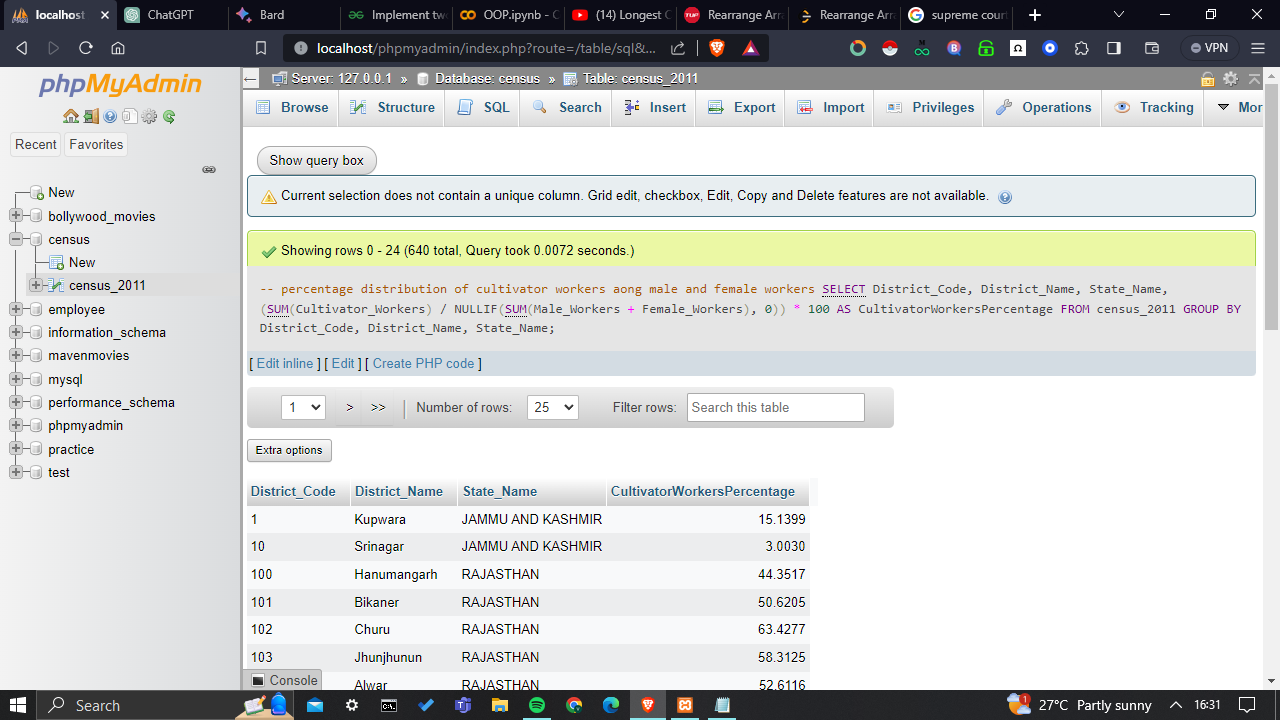 localhost
ChatGPT
Bard
Implement tw
OOP.ipynb - C
(14) Longest C
Rearrange Arr
Rearrange Arr
supreme cour
localhost/phpmyadmin/index.php?route=/table/sql&...
VPN
phpMyAdmin
Recent
Favorites
New
bollywood_movies
census
New
census_2011
employee
information_schema
mavenmovies
mysql
performance_schema
phpmyadmin
practice
test
Server: 127.0.0.1 » Database: census » Table: census_2011
Browse Structure SQL Search Insert Export Import Privileges Operations Tracking Mor
Show query box
Current selection does not contain a unique column. Grid edit, checkbox, Edit, Copy and Delete features are not available.
Showing rows 0 - 24 (640 total, Query took 0.0072 seconds.)
-- percentage distribution of cultivator workers aong male and female workers SELECT District_Code, District_Name, State_Name,
(SUM(Cultivator_Workers) / NULLIF(SUM(Male_Workers + Female_Workers), 0)) * 100 AS CultivatorWorkersPercentage FROM census_2011 GROUP BY
District_Code, District_Name, State_Name;
[ Edit inline ] [ Edit ] [ Create PHP code ]
1 > >> | Number of rows: 25 Filter rows: Search this table
Extra options
District_Code District_Name State_Name CultivatorWorkersPercentage
1 Kupwara JAMMU AND KASHMIR 15.1399
10 Srinagar JAMMU AND KASHMIR 3.0030
100 Hanumangarh RAJASTHAN 44.3517
101 Bikaner RAJASTHAN 50.6205
102 Churu RAJASTHAN 63.4277
103 Jhunjhunun RAJASTHAN 58.3125
Alwar RAJASTHAN 52.6116
Console
Search
1
27°C Partly sunny
16:31